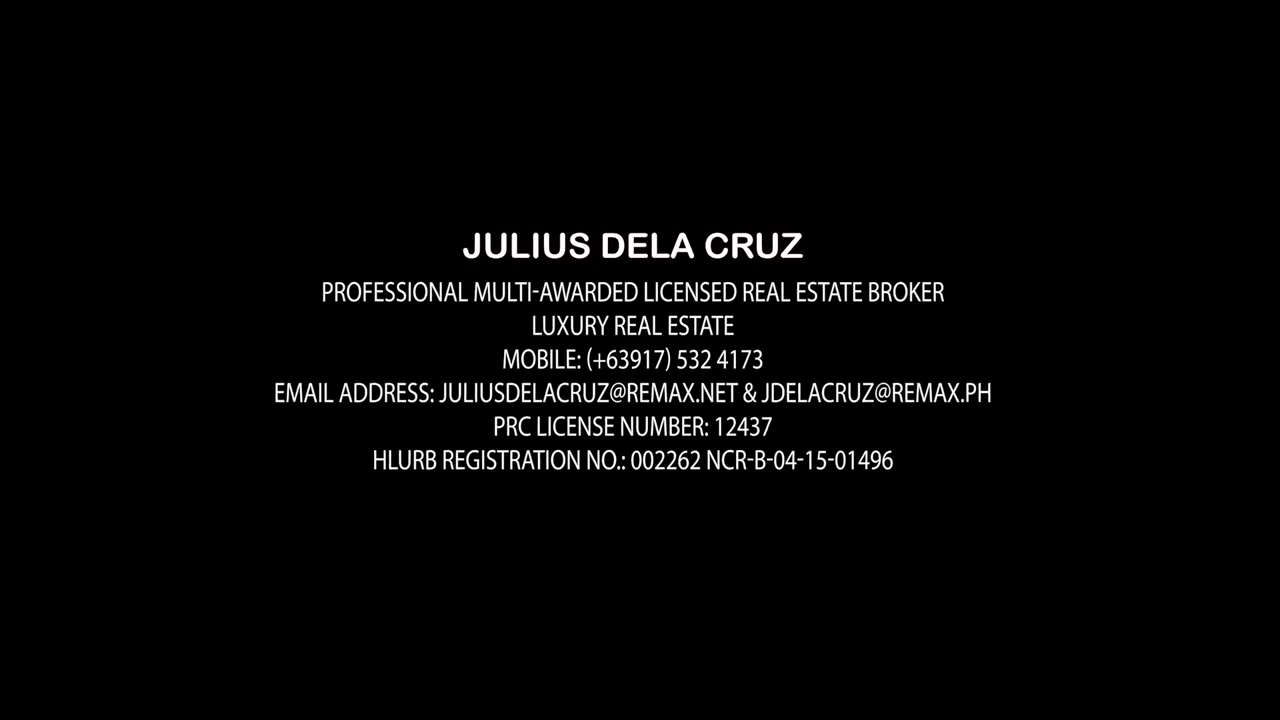 JULIUS DELA CRUZ
PROFESSIONAL MULTI-AWARDED LICENSED REAL ESTATE BROKER
LUXURY REAL ESTATE
MOBILE: (+63917) 532 4173
EMAIL ADDRESS: JULIUSDELACRUZ@REMAX.NET & JDELACRUZ@REMAX.PH
PRC LICENSE NUMBER: 12437
HLURB REGISTRATION NO.: 002262 NCR-B-04-15-01496